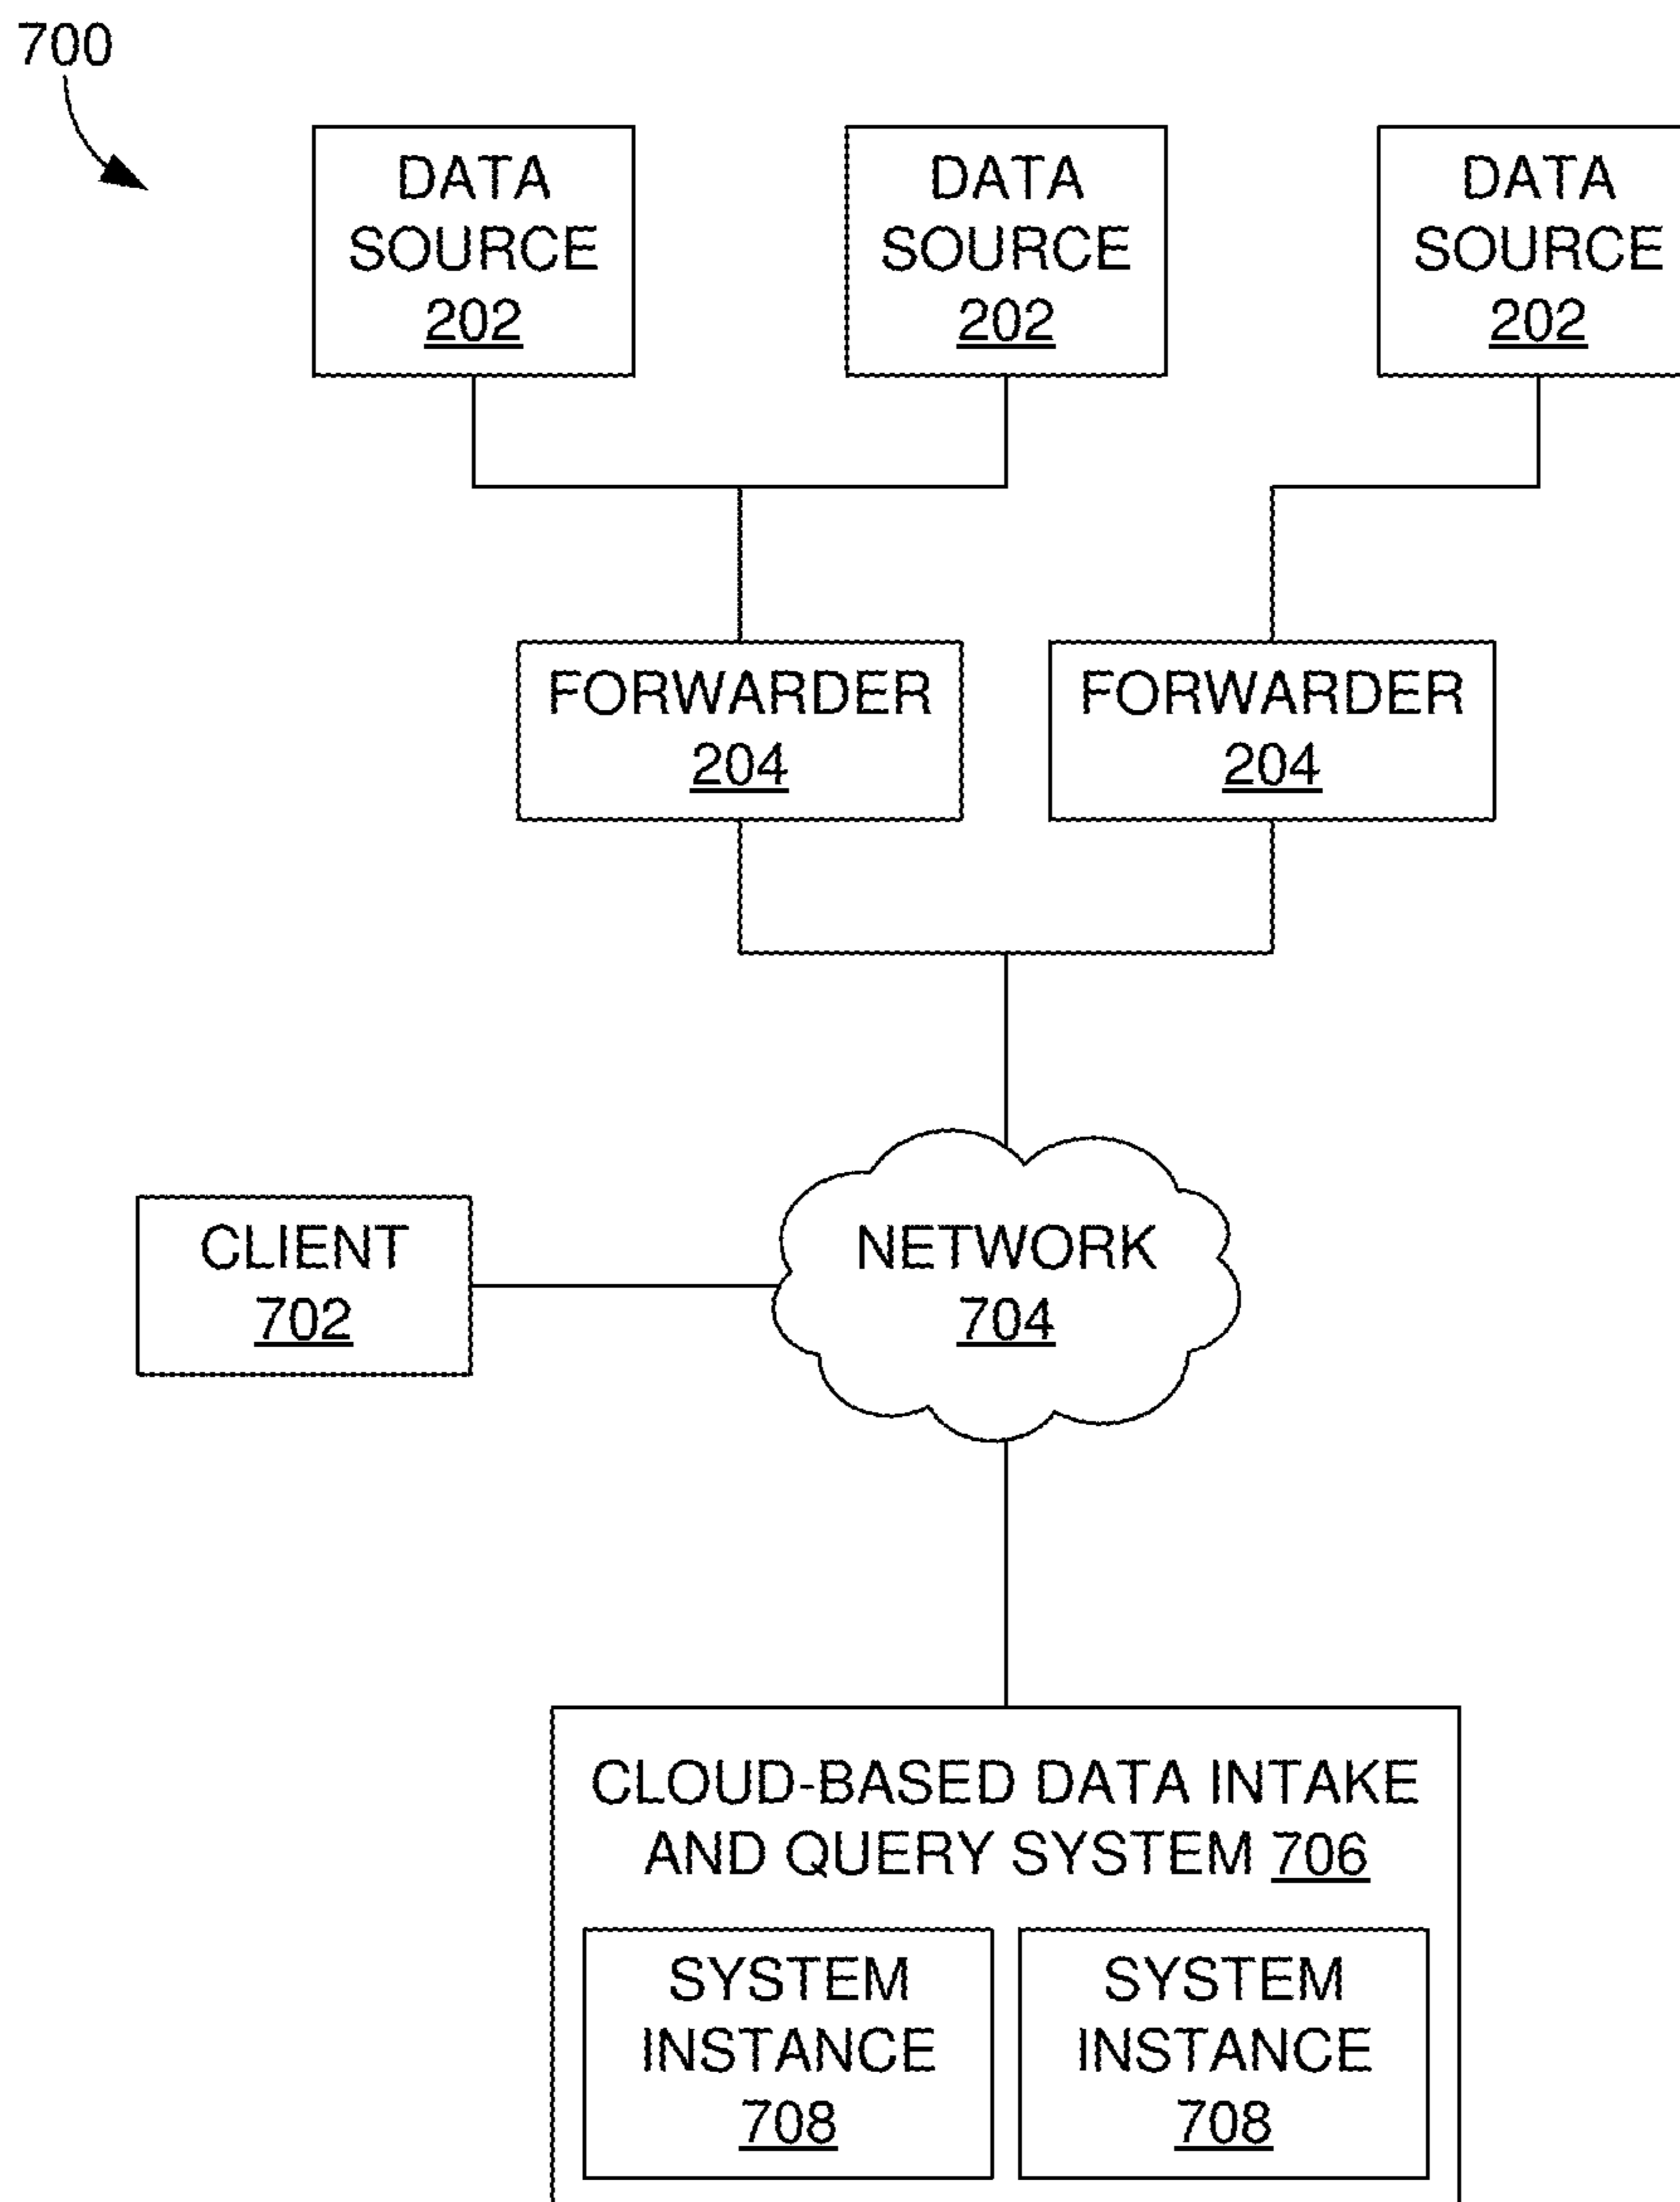 700
DATA
SOURCE
202
DATA
SOURCE
202
DATA
SOURCE
202
FORWARDER
204
FORWARDER
204
CLIENT
702
NETWORK
704
CLOUD-BASED DATA INTAKE
AND QUERY SYSTEM 706
SYSTEM
INSTANCE
708
SYSTEM
INSTANCE
708